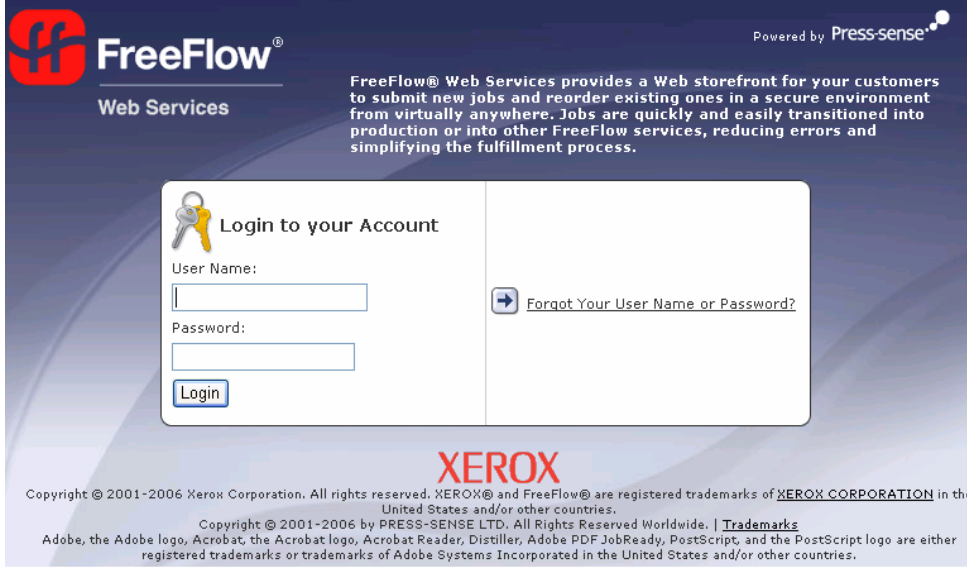 FreeFlow®
Web Services
Powered by Press-sense
FreeFlow® Web Services provides a Web storefront for your customers
to submit new jobs and reorder existing ones in a secure environment
from virtually anywhere. Jobs are quickly and easily transitioned into
production or into other FreeFlow services, reducing errors and
simplifying the fulfillment process.
Login to your Account
User Name:
Password:
Login
Forgot Your User Name or Password?
XEROX
Copyright © 2001-2006 Xerox Corporation. All rights reserved. XEROX® and FreeFlow® are registered trademarks of XEROX CORPORATION in the
United States and/or other countries.
Copyright © 2001-2006 by PRESS-SENSE LTD. All Rights Reserved Worldwide. | Trademarks
Adobe, the Adobe logo, Acrobat, the Acrobat logo, Acrobat Reader, Distiller, Adobe PDF JobReady, PostScript, and the PostScript logo are either
registered trademarks or trademarks of Adobe Systems Incorporated in the United States and/or other countries.